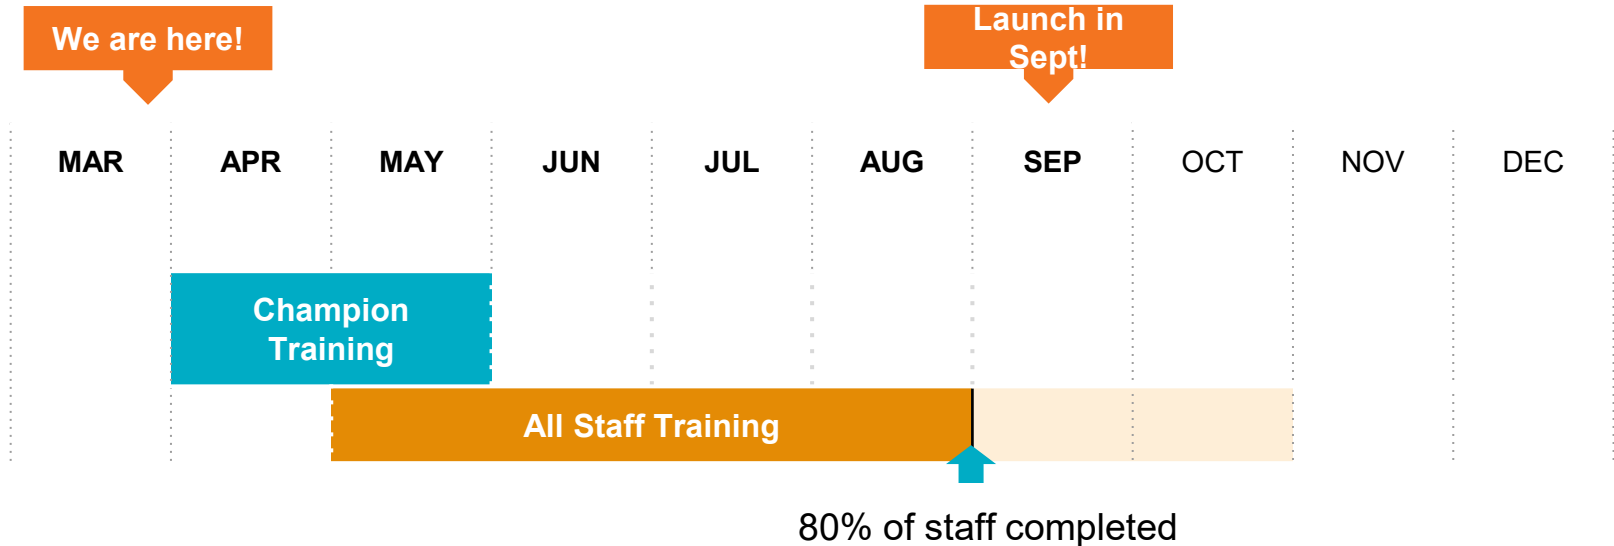 We are here!
Launch in
Sept!
MAR APR MAY JUN JUL AUG SEP OCT NOV DEC
Champion
Training
All Staff Training
80% of staff completed